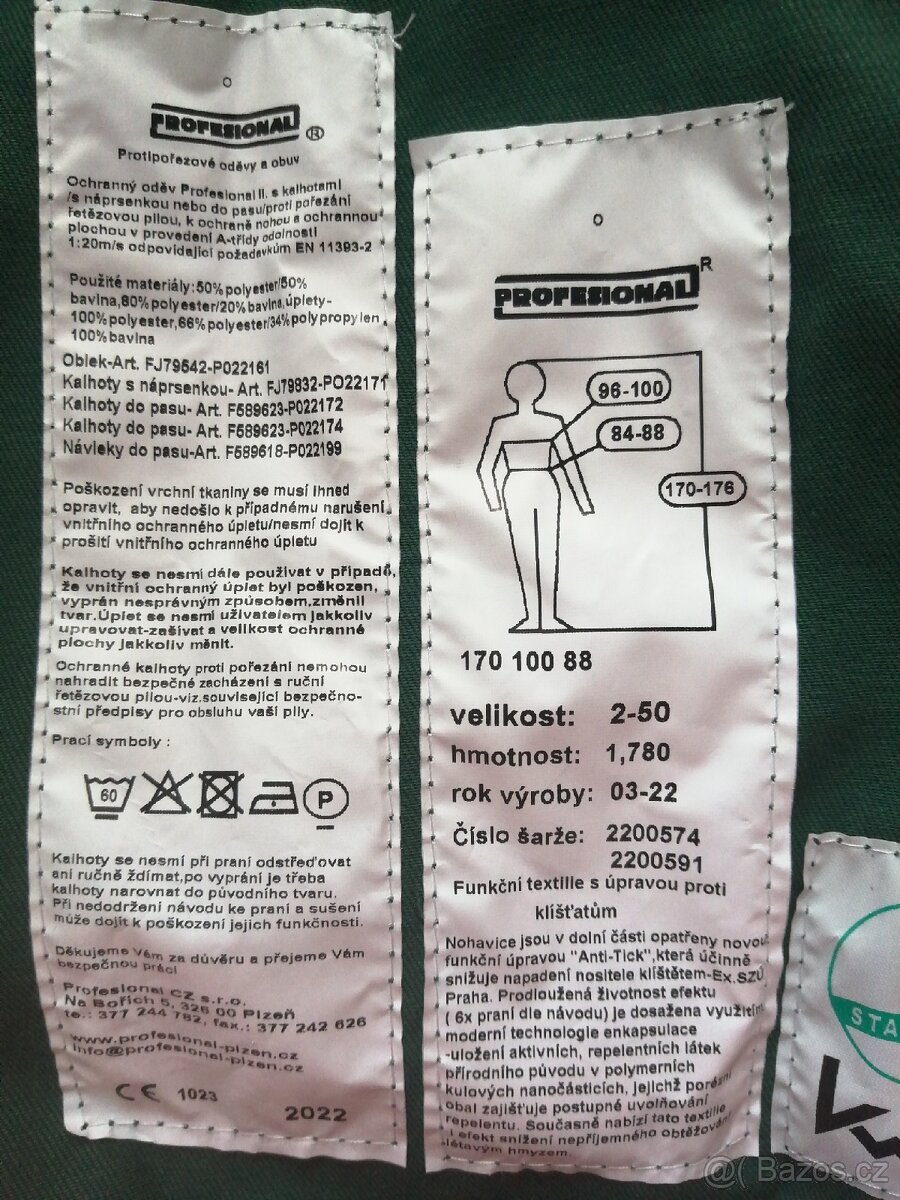 PROFESIONAL ®
Protipořezové oděvy a obuv
Ochranný oděv Profesional II. s kalhotami
/s náprsenkou nebo do pasu/proti pořezání
řetězovou pilou, k ochraně nohou a ochrannou
plochou v provedení A-třídy odolnosti
1:20m/s odpovídající požadavkům EN 11393-2
Použité materiály:50% polyester/50%
bavlna,80% polyester/20% bavlna,úplety-
100%polyester,66% polyester/34%polypropylen
100%bavlna
Oblek-Art. FJ79542-P022161
Kalhoty s náprsenkou- Art. FJ79832-PO22171
Kalhoty do pasu- Art. F589623-P022172
Kalhoty do pasu- Art. F589623-P022174
Návleky do pasu-Art. F589618-P022199
Poškození vrchní tkaniny se musí ihned
opravit, aby nedošlo k případnému narušení
vnitřního ochranného úpletu/nesmí dojít k
prošití vnitřního ochranného úpletu
Kalhoty se nesmí dále používat v případě,
že vnitřní ochranný úplet byl poškozen,
vyprán nesprávným způsobem,změnil
tvar.Úplet se nesmí uživatelem jakkoliv
upravovat-zašívat a velikost ochranné
plochy jakkoliv měnit.
Ochranné kalhoty proti pořezání nemohou
nahradit bezpečné zacházení s ruční
řetězovou pilou-viz.související bezpečno-
stní předpisy pro obsluhu vaší pily.
Prací symboly :
60 P
Kalhoty se nesmí při praní odstřeďovat
ani ručně ždímat,po vyprání je třeba
kalhoty narovnat do původního tvaru.
Při nedodržení návodu ke praní a sušení
může dojít k poškození jejich funkčnosti.
Děkujeme Vám za důvěru a přejeme Vám
bezpečnou práci
Profesional CZ s.r.o.
Na Bořích 5, 326 00 Plzeň
te.: 377 244 782, fax.: 377 242 626
www.profesional-plzen.cz
info@profesional-plzen.cz
CE 1023
2022
PROFESIONAL R
96-100
84-88
170-176
170 100 88
velikost: 2-50
hmotnost: 1,780
rok výroby: 03-22
Číslo šarže: 2200574
2200591
Funkční textilie s úpravou proti
klíšťatům
Nohavice jsou v dolní části opatřeny novou
funkční úpravou "Anti-Tick",která účinně
snižuje napadení nositele klíštětem-Ex.SZÚ
Praha. Prodloužená životnost efektu
( 6x praní dle návodu) je dosažena využitím
moderní technologie enkapsulace
-uložení aktivních, repelentních látek
přírodního původu v polymerních
kulových nanočásticích, jejichž porézní
obal zajišťuje postupné uvolňování
repelentu. Současně nabízí tato textilie
i efekt snížení nepříjemného obtěžování
létavým hmyzem.
STA
@( Bazos.cz